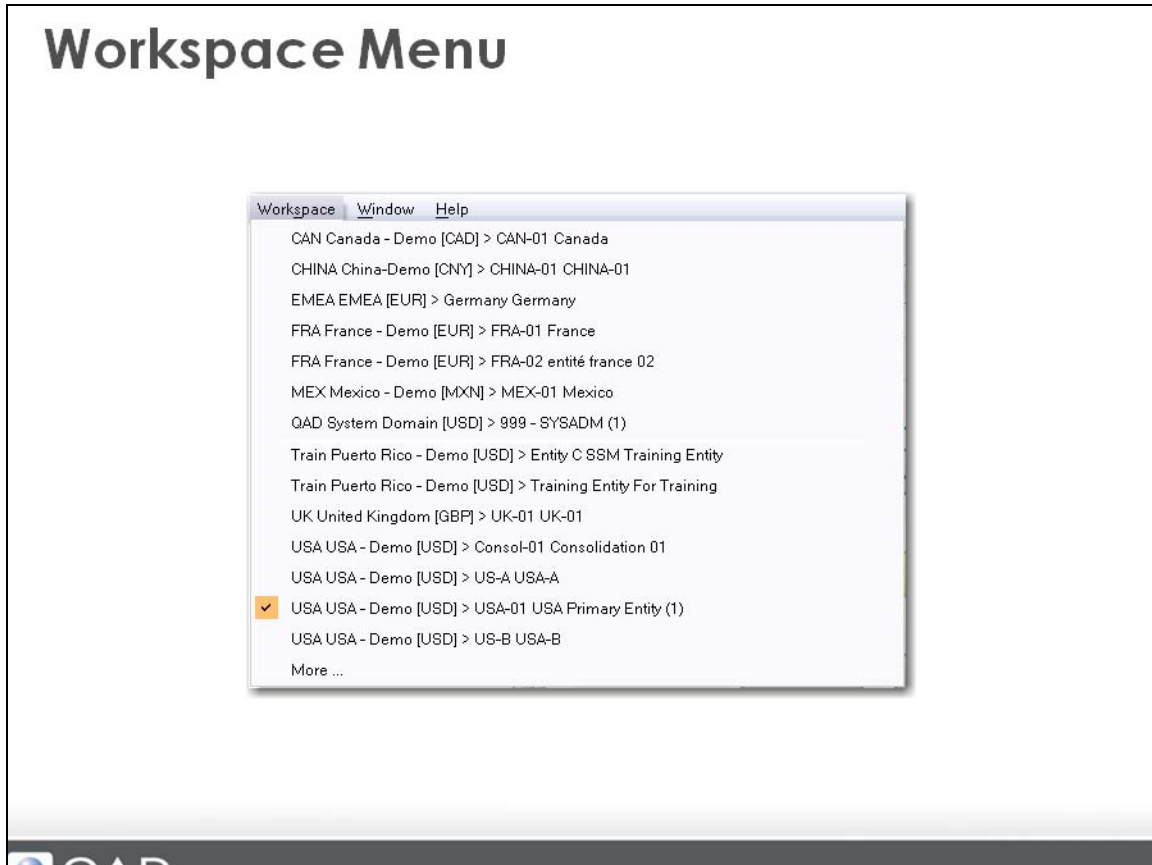 Workspace Menu
Workspace Window Help
CAN Canada - Demo [CAD] > CAN-01 Canada
CHINA China-Demo [CNY] > CHINA-01 CHINA-01
EMEA EMEA [EUR] > Germany Germany
FRA France - Demo [EUR] > FRA-01 France
FRA France - Demo [EUR] > FRA-02 entité france 02
MEX Mexico - Demo [MXN] > MEX-01 Mexico
QAD System Domain [USD] > 999 - SYSADM (1)
Train Puerto Rico - Demo [USD] > Entity C SSM Training Entity
Train Puerto Rico - Demo [USD] > Training Entity For Training
UK United Kingdom [GBP] > UK-01 UK-01
USA USA - Demo [USD] > Consol-01 Consolidation 01
USA USA - Demo [USD] > US-A USA-A
USA USA - Demo [USD] > USA-01 USA Primary Entity (1)
USA USA - Demo [USD] > US-B USA-B
More ...
QAD